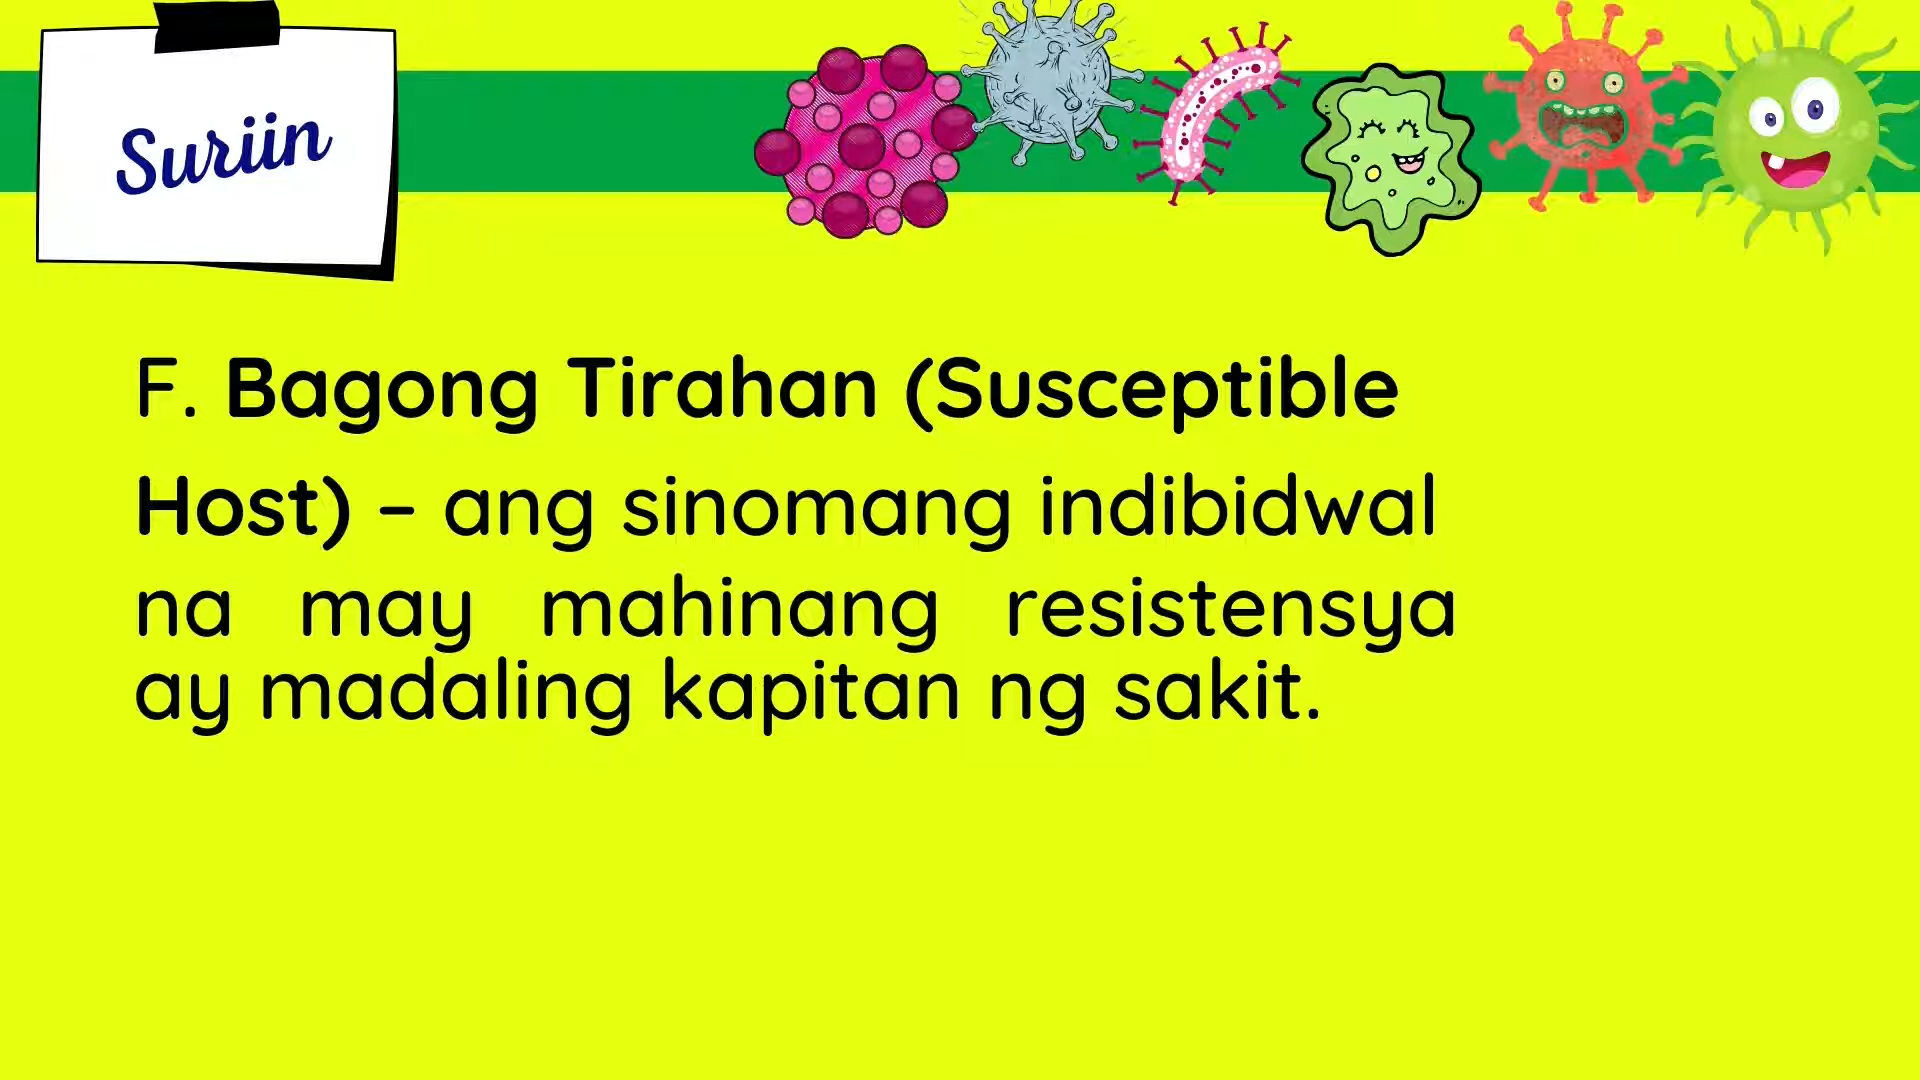 Suriin
F. Bagong Tirahan (Susceptible
Host) – ang sinomang indibidwal
na may mahinang resistensya
ay madaling kapitan ng sakit.